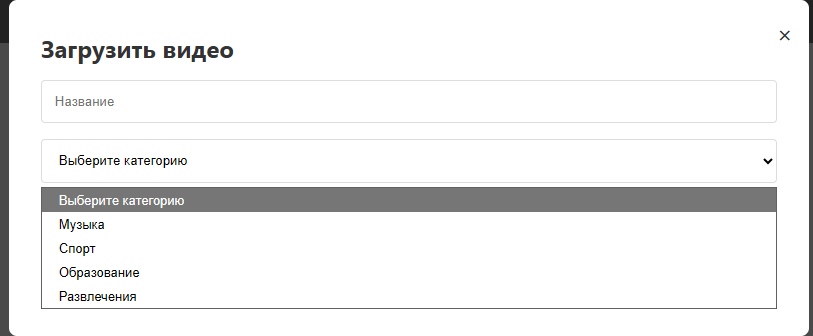 Загрузить видео
×
Название
Выберите категорию
Выберите категорию
Музыка
Спорт
Образование
Развлечения